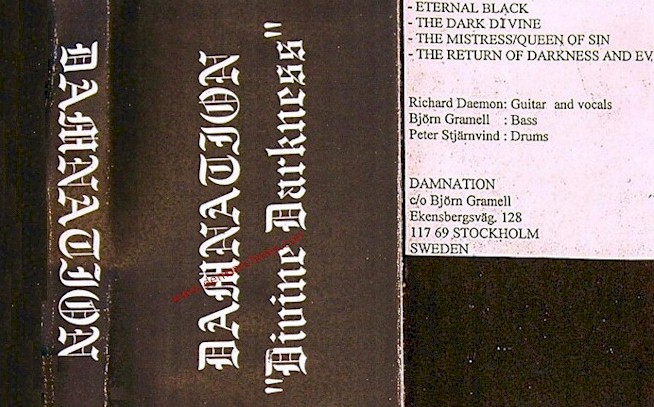 DAMNATION
DAMNATION
"Divine Darkness"
- ETERNAL BLACK
- THE DARK DIVINE
- THE MISTRESS/QUEEN OF SIN
- THE RETURN OF DARKNESS AND
Richard Daemon: Guitar and vocals
Björn Gramell : Bass
Peter Stjärnvind : Drums
DAMNATION
c/o Björn Gramell
Ekensbergsväg. 128
117 69 STOCKHOLM
SWEDEN